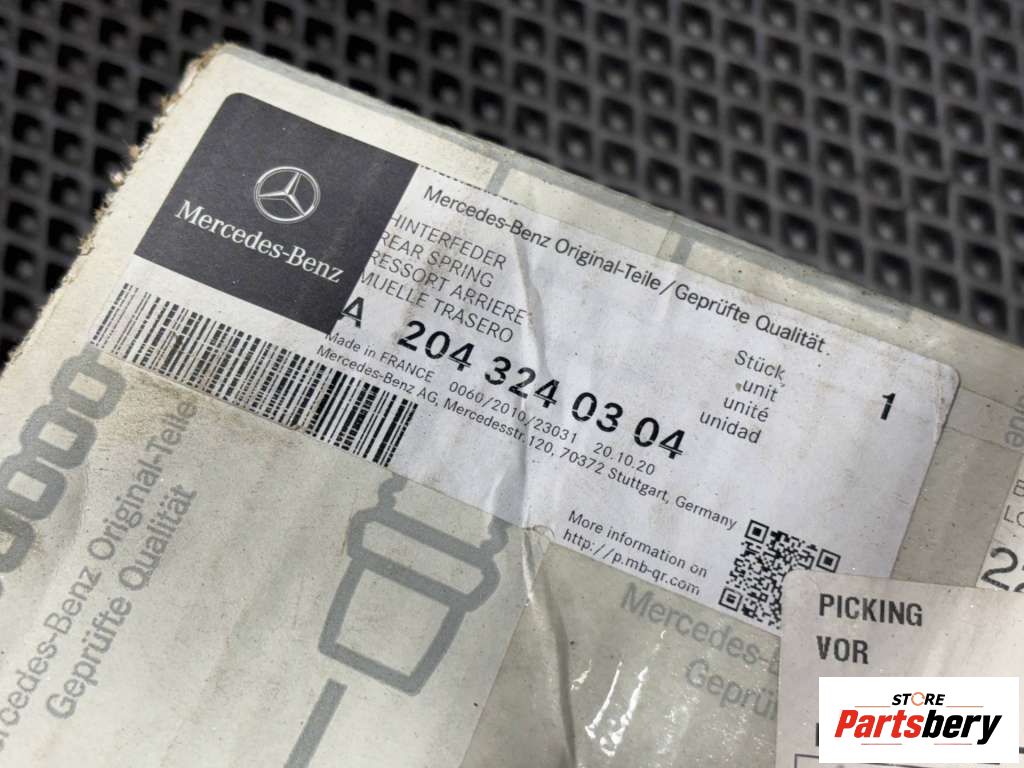 Mercedes-Benz
Mercedes-Benz Original-Teile/Geprüfte Qualität
HINTERFEDER
REAR SPRING
RESSORT ARRIERE
MUELLE TRASERO
A 204 324 03 04
Stück
unit
unité
unidad
1
Made in FRANCE 0060/2010/23031 20.10.20
Mercedes-Benz AG, Mercedesstr.120, 70372 Stuttgart, Germany
More information on
http://p.mb-qr.com
Original-Teile
Geprüfte Qualität
Mercedes-
PICKING
VOR
STORE
Partsbery